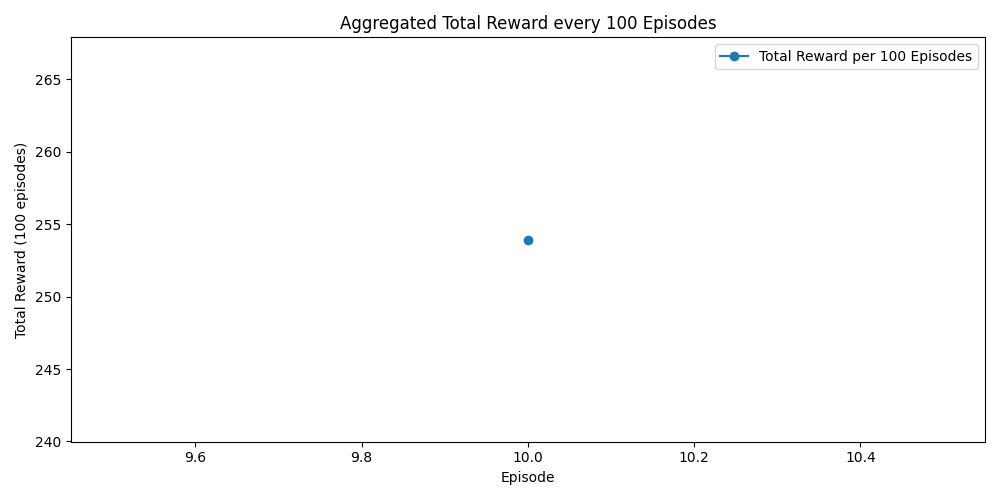 Aggregated Total Reward every 100 Episodes
Total Reward per 100 Episodes
Total Reward (100 episodes)
265
260
255
250
245
240
9.6
9.8
10.0
10.2
10.4
Episode